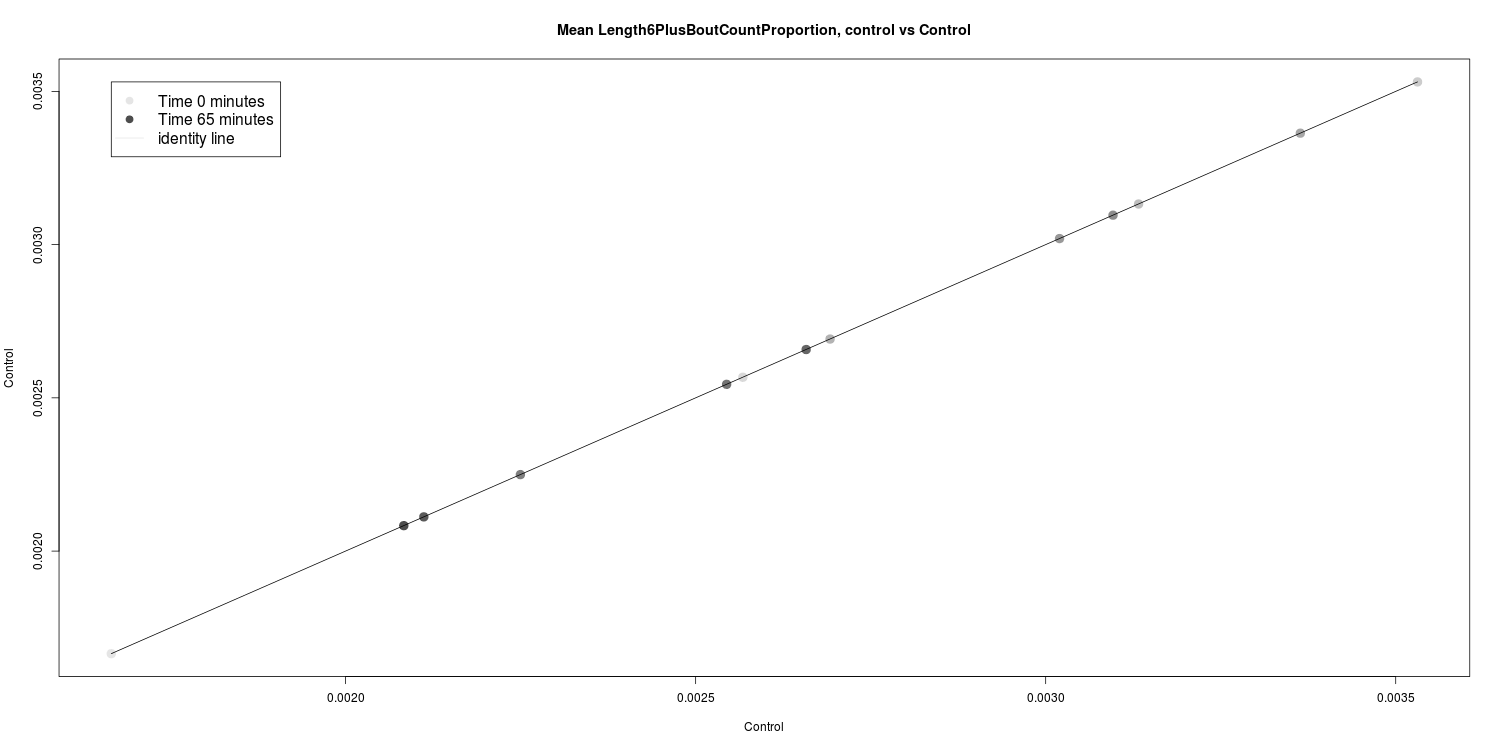 Mean Length6PlusBoutCountProportion, control vs Control
Time 0 minutes
Time 65 minutes
identity line
0.0035
0.0030
0.0025
0.0020
Control
0.0020
0.0025
0.0030
0.0035
Control